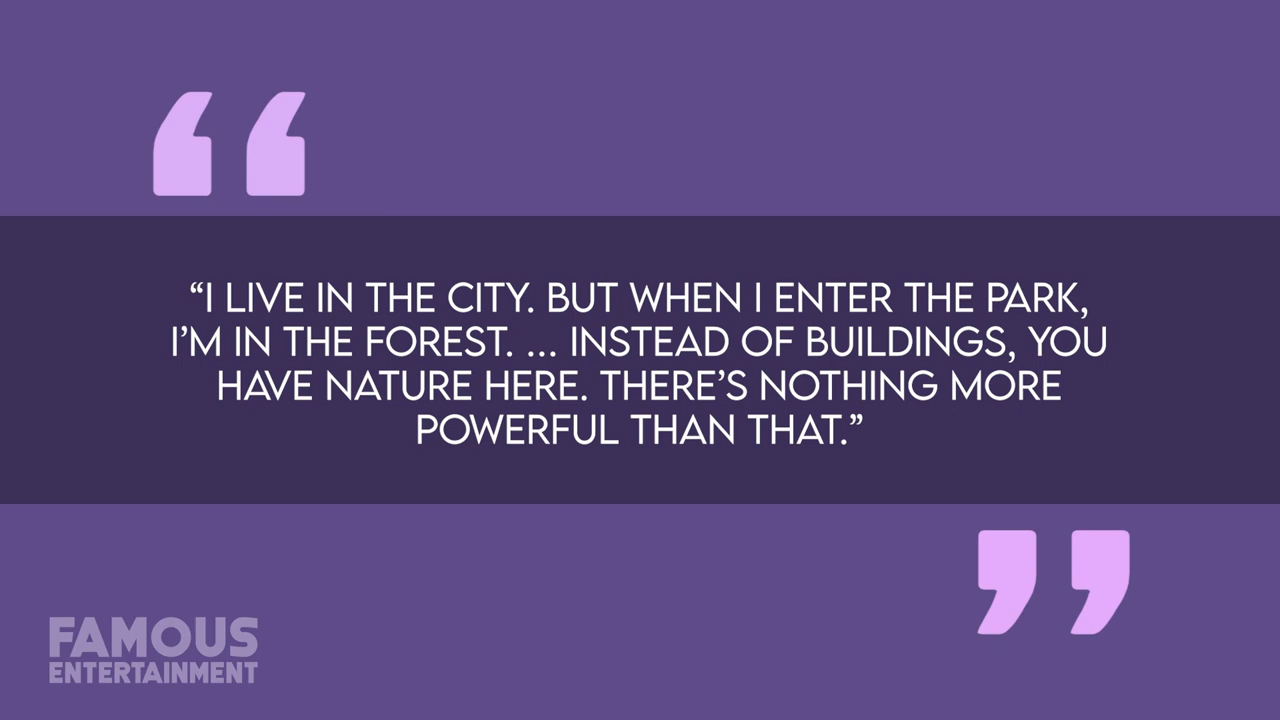 “I LIVE IN THE CITY. BUT WHEN I ENTER THE PARK,
I’M IN THE FOREST. ... INSTEAD OF BUILDINGS, YOU
HAVE NATURE HERE. THERE’S NOTHING MORE
POWERFUL THAN THAT.”
FAMOUS
ENTERTAINMENT